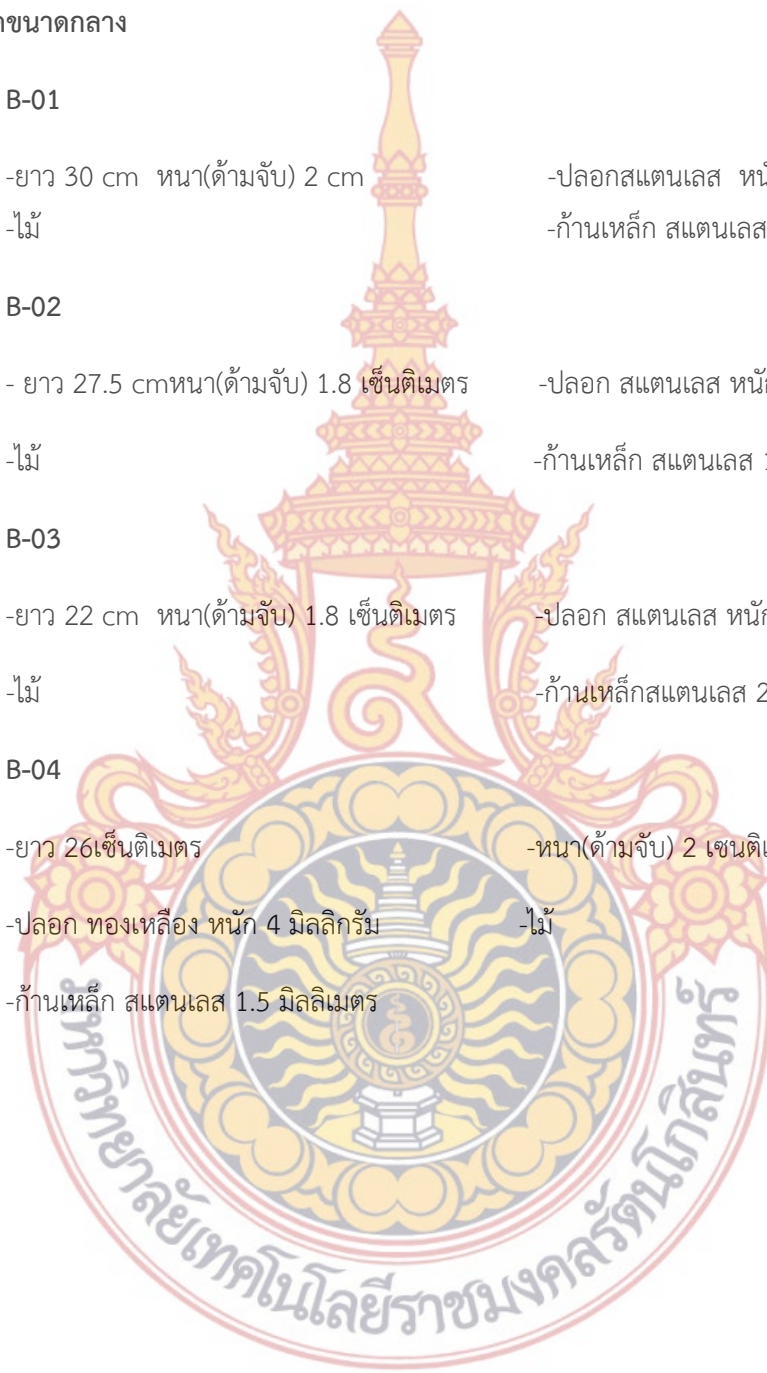 ขนาดกลาง
B-01
-ยาว 30 cm หนา(ด้ามจับ) 2 cm -ปลอกสแตนเลส
-ไม้ -ก้านเหล็ก สแตนเลส
B-02
- ยาว 27.5 cmหนา(ด้ามจับ) 1.8 เซ็นติเมตร -ปลอก สแตนเลส
-ไม้ -ก้านเหล็ก สแตนเลส
B-03
-ยาว 22 cm หนา(ด้ามจับ) 1.8 เซ็นติเมตร -ปลอก สแตนเลส
-ไม้ -ก้านเหล็กสแตนเลส 2
B-04
-ยาว 26เซ็นติเมตร -หนา(ด้ามจับ) 2
-ปลอก ทองเหลือง หนัก 4 มิลลิกรัม -ไม้
-ก้านเหล็ก สแตนเลส 1.5 มิลลิเมตร
มหาวิทยาลัยเทคโนโลยีราชมงคลรัตนโกสินทร์